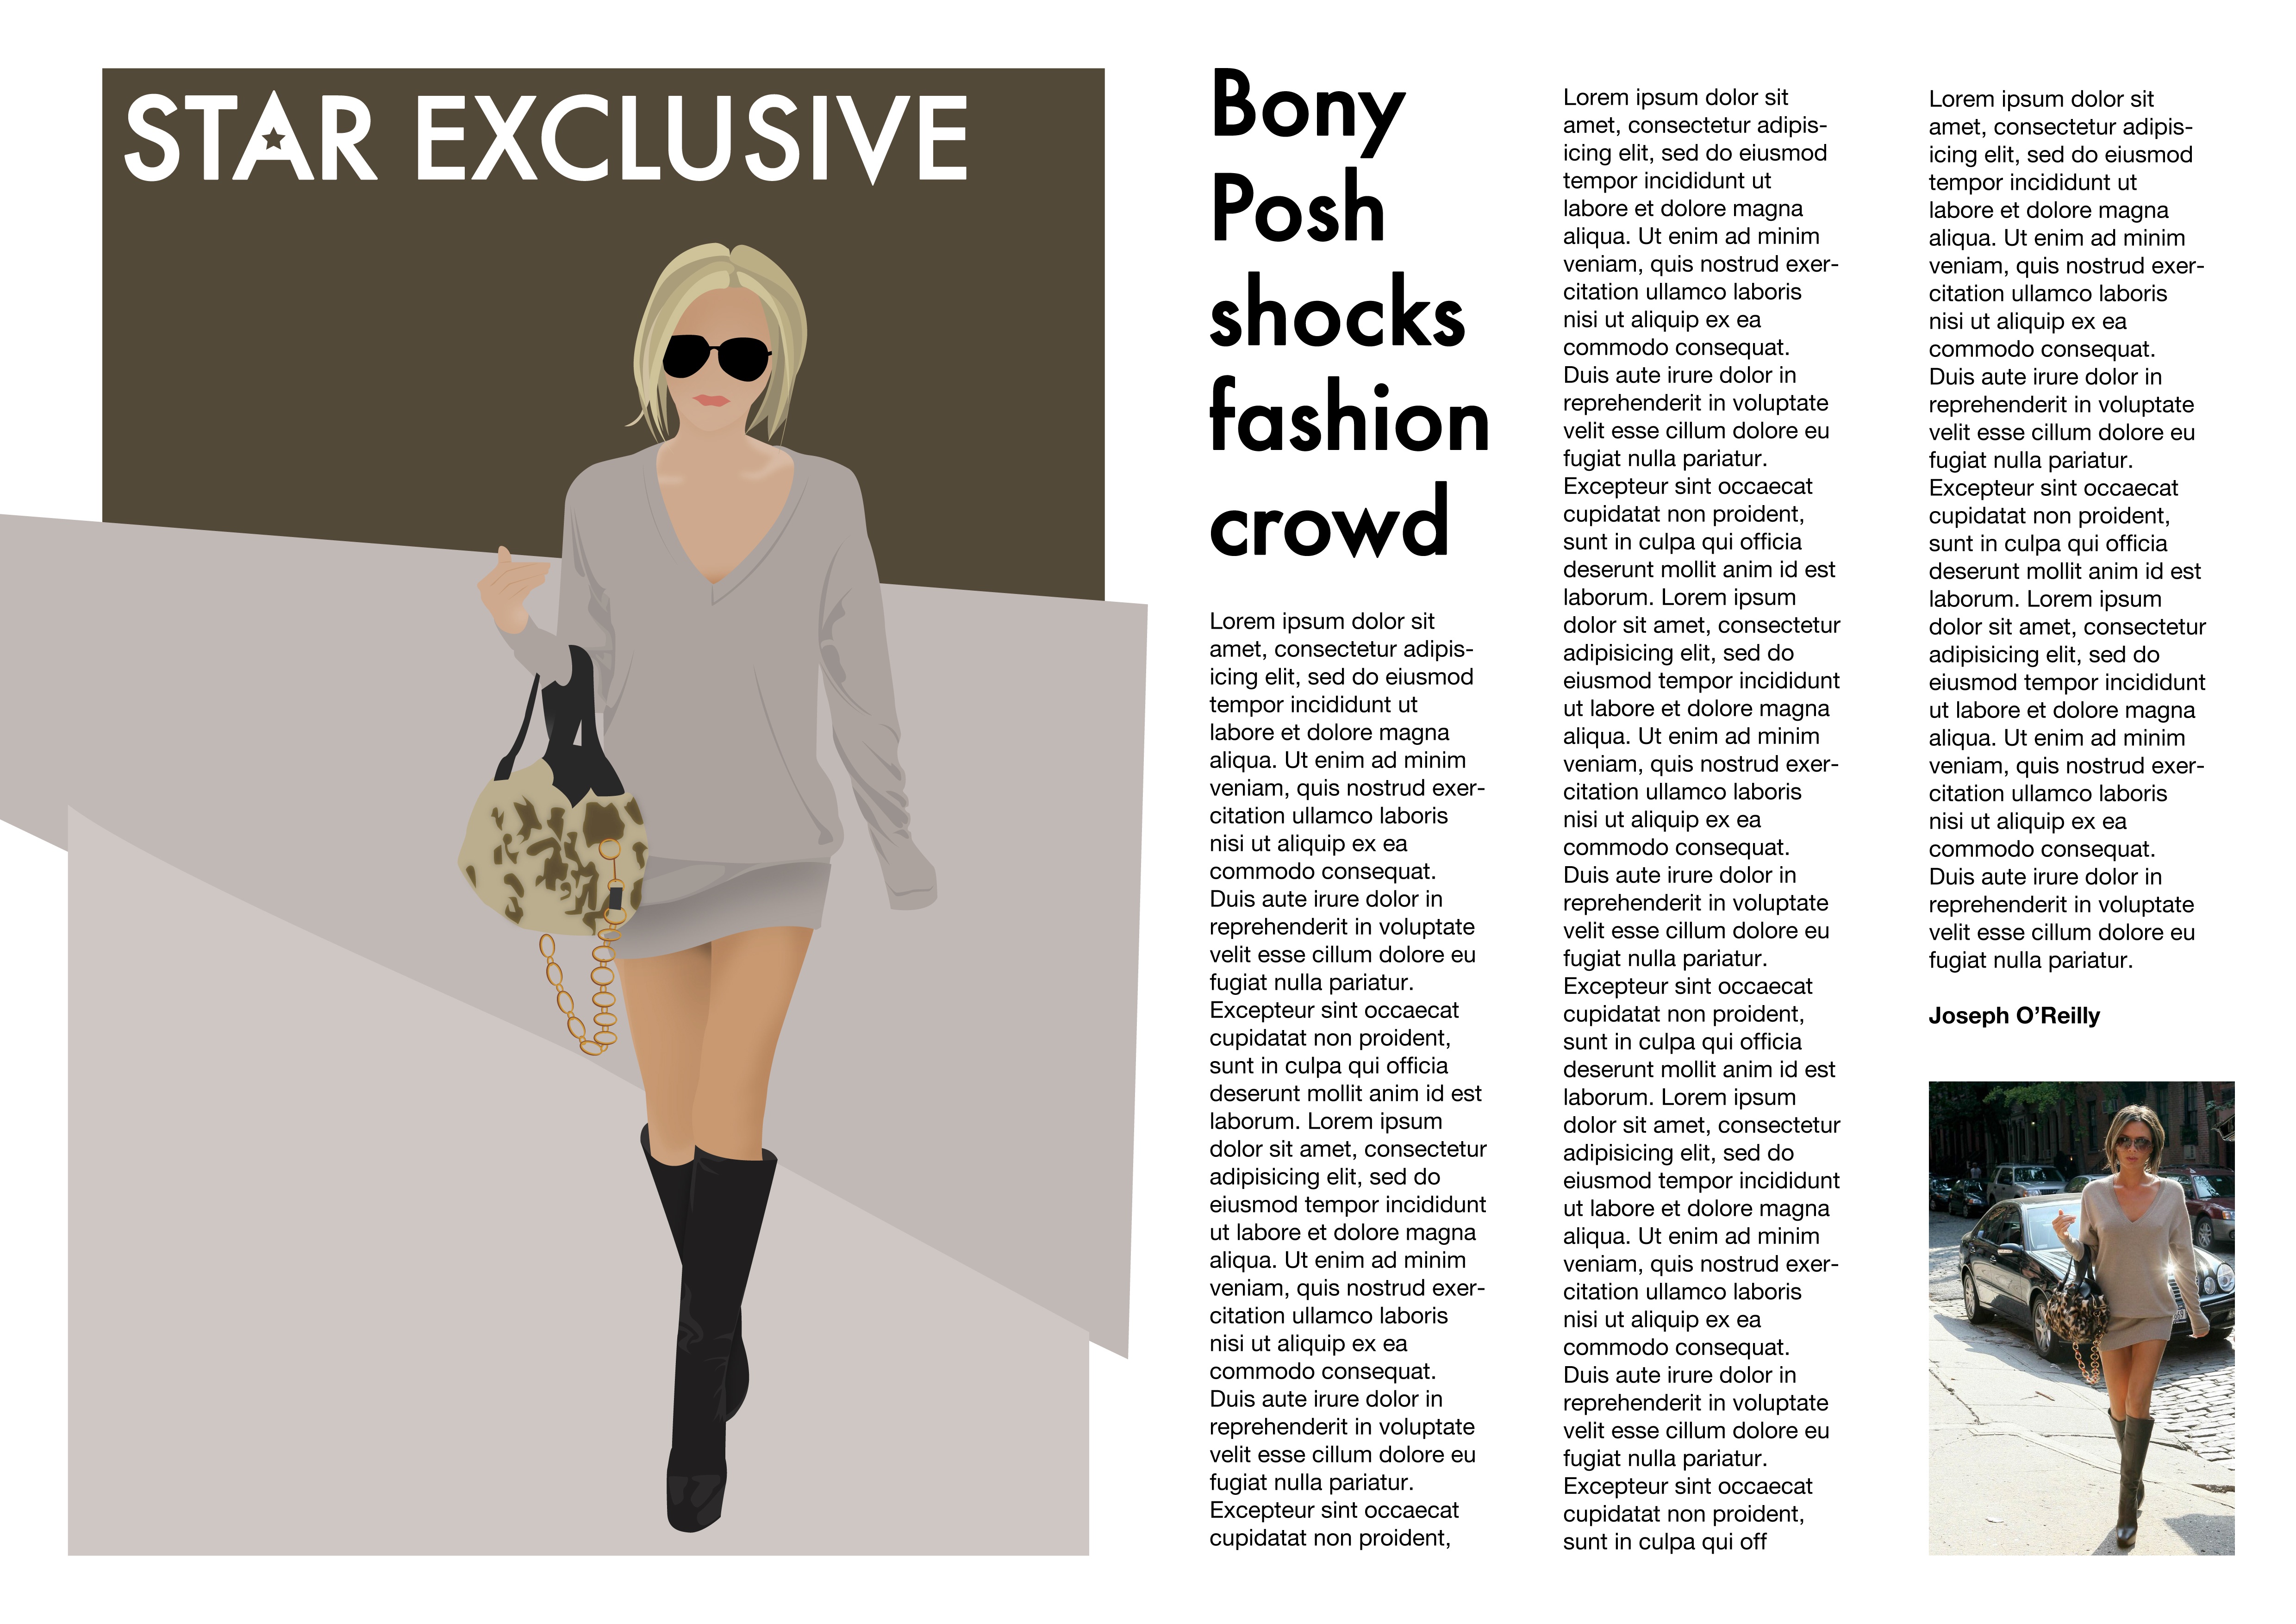 STAR EXCLUSIVE
Bony
Posh
shocks
fashion
crowd
Lorem ipsum dolor sit
amet, consectetur adipis-
icing elit, sed do eiusmod
tempor incididunt ut
labore et dolore magna
aliqua. Ut enim ad minim
veniam, quis nostrud exer-
citation ullamco laboris
nisi ut aliquip ex ea
commodo consequat.
Duis aute irure dolor in
reprehenderit in voluptate
velit esse cillum dolore eu
fugiat nulla pariatur.
Excepteur sint occaecat
cupidatat non proident,
sunt in culpa qui officia
deserunt mollit anim id est
laborum. Lorem ipsum
dolor sit amet, consectetur
adipisicing elit, sed do
eiusmod tempor incididunt
ut labore et dolore magna
aliqua. Ut enim ad minim
veniam, quis nostrud exer-
citation ullamco laboris
nisi ut aliquip ex ea
commodo consequat.
Duis aute irure dolor in
reprehenderit in voluptate
velit esse cillum dolore eu
fugiat nulla pariatur.
Excepteur sint occaecat
cupidatat non proident,
Lorem ipsum dolor sit
amet, consectetur adipis-
icing elit, sed do eiusmod
tempor incididunt ut
labore et dolore magna
aliqua. Ut enim ad minim
veniam, quis nostrud exer-
citation ullamco laboris
nisi ut aliquip ex ea
commodo consequat.
Duis aute irure dolor in
reprehenderit in voluptate
velit esse cillum dolore eu
fugiat nulla pariatur.
Excepteur sint occaecat
cupidatat non proident,
sunt in culpa qui officia
deserunt mollit anim id est
laborum. Lorem ipsum
dolor sit amet, consectetur
adipisicing elit, sed do
eiusmod tempor incididunt
ut labore et dolore magna
aliqua. Ut enim ad minim
veniam, quis nostrud exer-
citation ullamco laboris
nisi ut aliquip ex ea
commodo consequat.
Duis aute irure dolor in
reprehenderit in voluptate
velit esse cillum dolore eu
fugiat nulla pariatur.
Excepteur sint occaecat
cupidatat non proident,
sunt in culpa qui officia
deserunt mollit anim id est
laborum. Lorem ipsum
dolor sit amet, consectetur
adipisicing elit, sed do
eiusmod tempor incididunt
ut labore et dolore magna
aliqua. Ut enim ad minim
veniam, quis nostrud exer-
citation ullamco laboris
nisi ut aliquip ex ea
commodo consequat.
Duis aute irure dolor in
reprehenderit in voluptate
velit esse cillum dolore eu
fugiat nulla pariatur.
Excepteur sint occaecat
cupidatat non proident,
sunt in culpa qui off
Lorem ipsum dolor sit
amet, consectetur adipis-
icing elit, sed do eiusmod
tempor incididunt ut
labore et dolore magna
aliqua. Ut enim ad minim
veniam, quis nostrud exer-
citation ullamco laboris
nisi ut aliquip ex ea
commodo consequat.
Duis aute irure dolor in
reprehenderit in voluptate
velit esse cillum dolore eu
fugiat nulla pariatur.
Excepteur sint occaecat
cupidatat non proident,
sunt in culpa qui officia
deserunt mollit anim id est
laborum. Lorem ipsum
dolor sit amet, consectetur
adipisicing elit, sed do
eiusmod tempor incididunt
ut labore et dolore magna
aliqua. Ut enim ad minim
veniam, quis nostrud exer-
citation ullamco laboris
nisi ut aliquip ex ea
commodo consequat.
Duis aute irure dolor in
reprehenderit in voluptate
velit esse cillum dolore eu
fugiat nulla pariatur.
Joseph O’Reilly